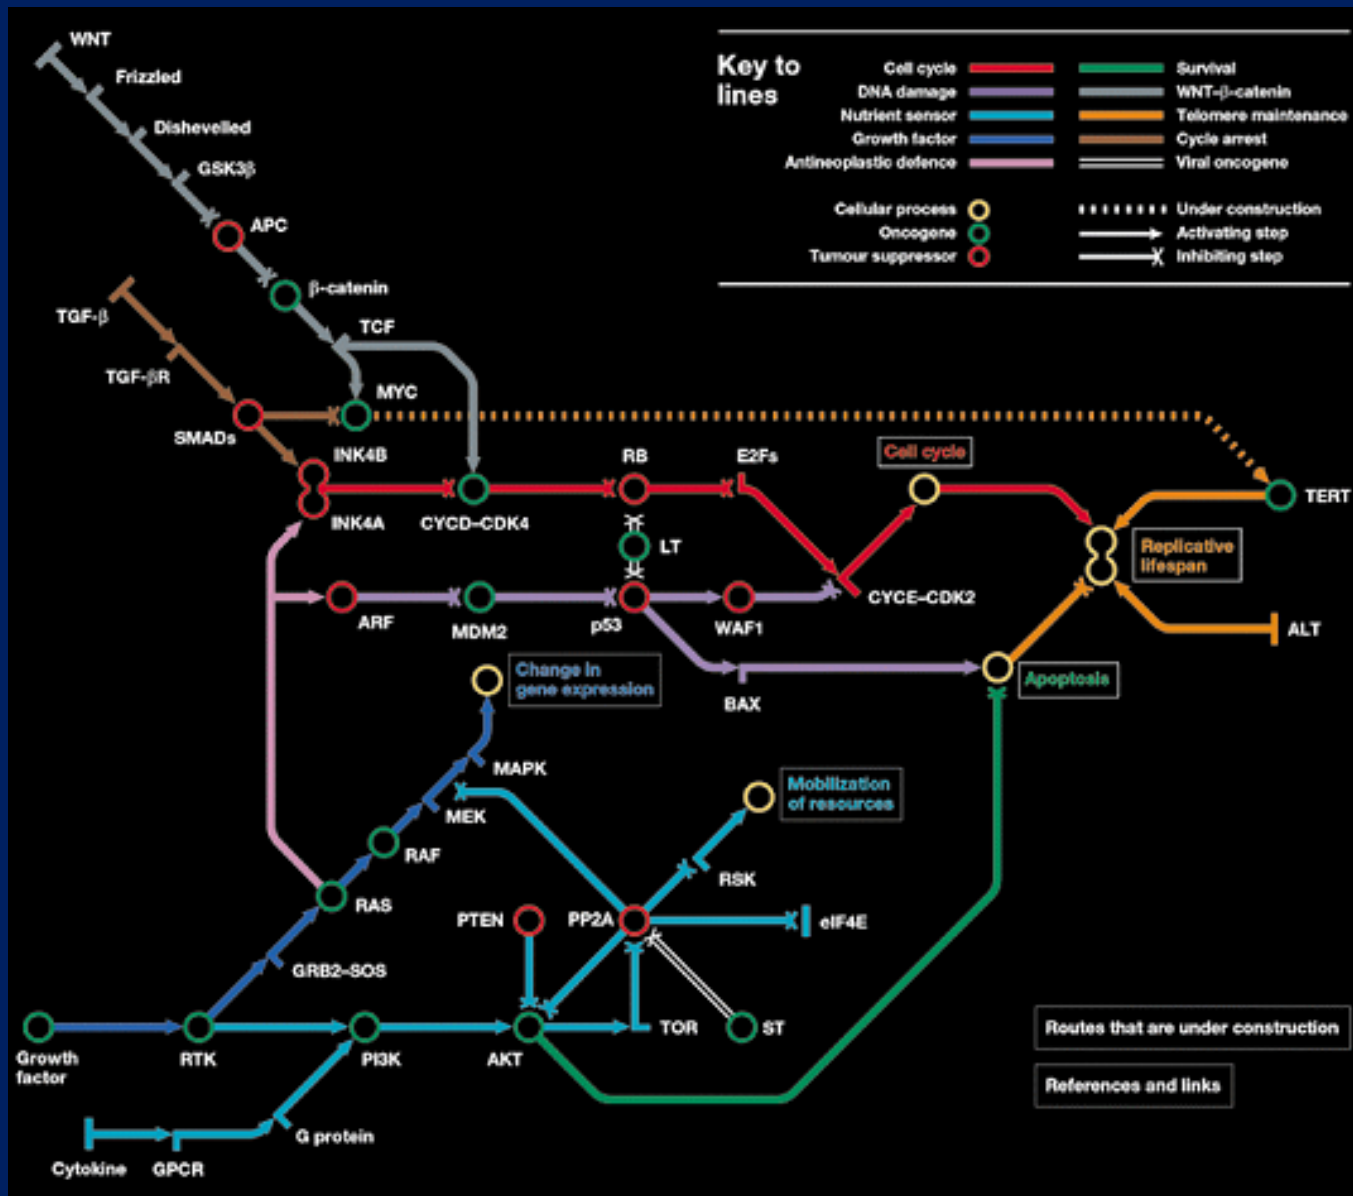 WNT
Frizzled
Dishevelled
GSK3β
APC
β-catenin
TCF
MYC
TGF-β
TGF-βR
SMADs
INK4B
INK4A
CYCD–CDK4
RB
E2Fs
Cell cycle
TERT
LT
Replicative
lifespan
CYCE–CDK2
ARF
MDM2
p53
WAF1
ALT
Change in
gene expression
BAX
Apoptosis
MAPK
MEK
Mobilization
of resources
RAF
RSK
RAS
PTEN
PP2A
eIF4E
GRB2–SOS
Growth
factor
RTK
PI3K
AKT
TOR
ST
G protein
Cytokine
GPCR
Key to
lines
Cell cycle
DNA damage
Nutrient sensor
Growth factor
Antineoplastic defence
Survival
WNT–β-catenin
Telomere maintenance
Cycle arrest
Viral oncogene
Cellular process
Oncogene
Tumour suppressor
Under construction
Activating step
Inhibiting step
Routes that are under construction
References and links